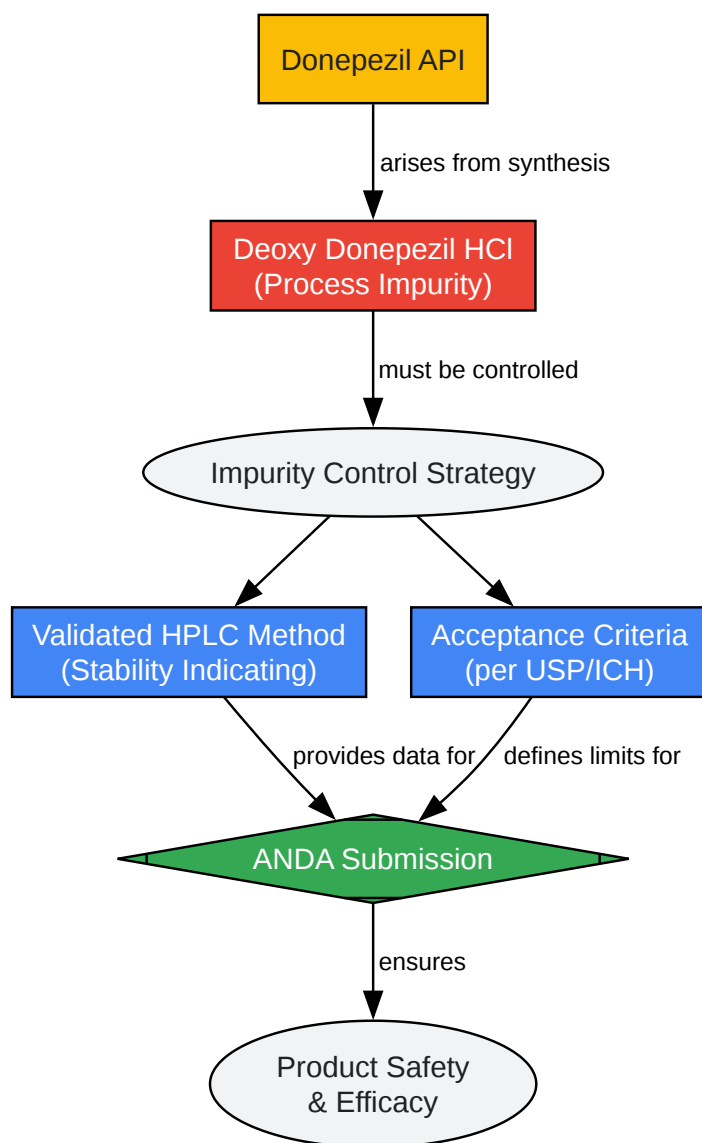 Donepezil API
arises from synthesis
Deoxy Donepezil HCl
(Process Impurity)
must be controlled
Impurity Control Strategy
Validated HPLC Method
(Stability Indicating)
Acceptance Criteria
(per USP/ICH)
provides data for
defines limits for
ANDA Submission
ensures
Product Safety
& Efficacy